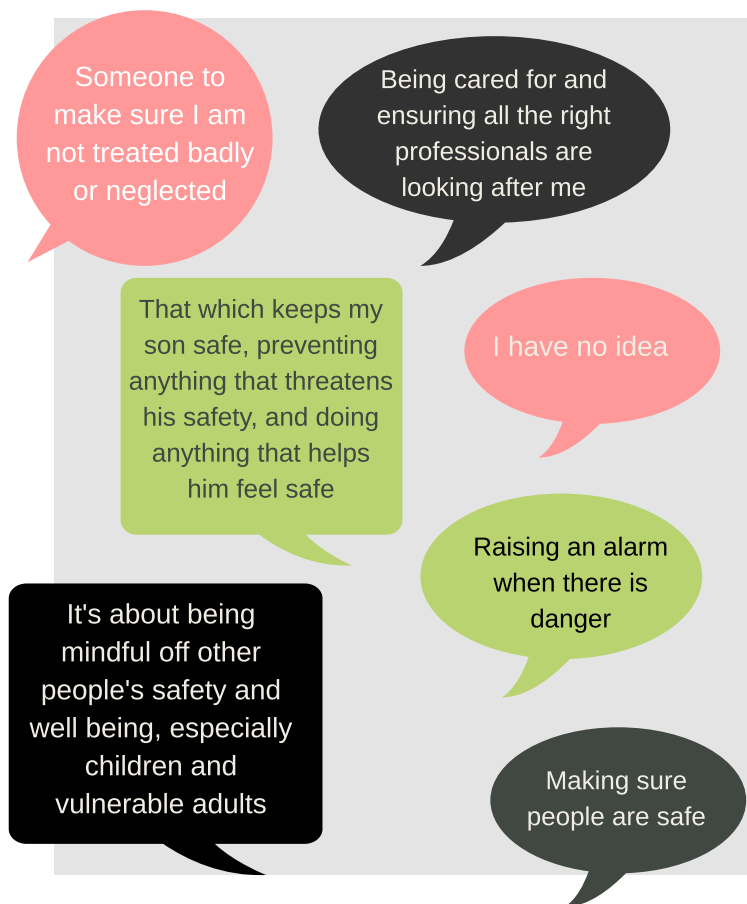 Someone to
make sure I am
not treated badly
or neglected
Being cared for and
ensuring all the right
professionals are
looking after me
That which keeps my
son safe, preventing
anything that threatens
his safety, and doing
anything that helps
him feel safe
I have no idea
Raising an alarm
when there is
danger
It's about being
mindful off other
people's safety and
well being, especially
children and
vulnerable adults
Making sure
people are safe